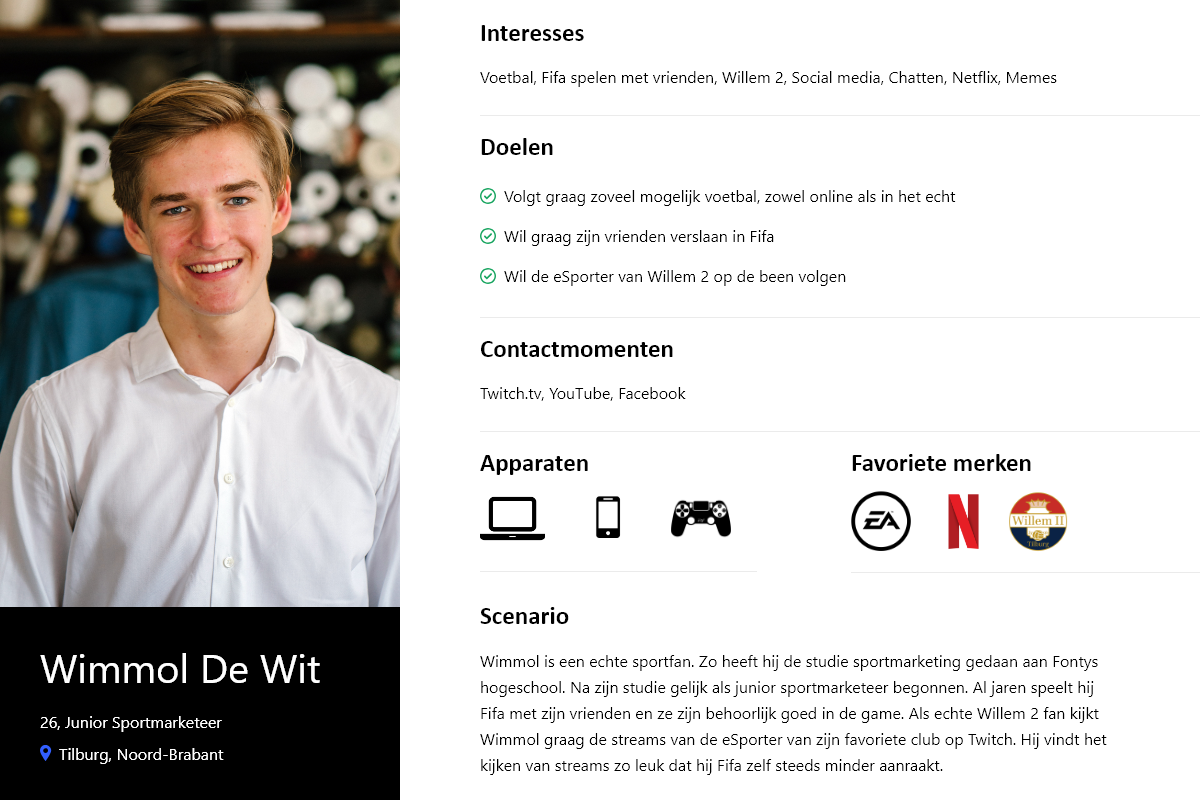 Interesses
Voetbal, Fifa spelen met vrienden, Willem 2, Social media, Chatten, Netflix, Memes
Doelen
Volgt graag zoveel mogelijk voetbal, zowel online als in het echt
Wil graag zijn vrienden verslaan in Fifa
Wil de eSporter van Willem 2 op de been volgen
Contactmomenten
Twitch.tv, YouTube, Facebook
Apparaten
Favoriete merken
EA
N
Willem II
Tilburg
Scenario
Wimmol is een echte sportfan. Zo heeft hij de studie sportmarketing gedaan aan Fontys
hogeschool. Na zijn studie gelijk als junior sportmarketeer begonnen. Al jaren speelt hij
Fifa met zijn vrienden en ze zijn behoorlijk goed in de game. Als echte Willem 2 fan kijkt
Wimmol graag de streams van de eSporter van zijn favoriete club op Twitch. Hij vindt het
kijken van streams zo leuk dat hij Fifa zelf steeds minder aanraakt.
Wimmol De Wit
26, Junior Sportmarketeer
Tilburg, Noord-Brabant